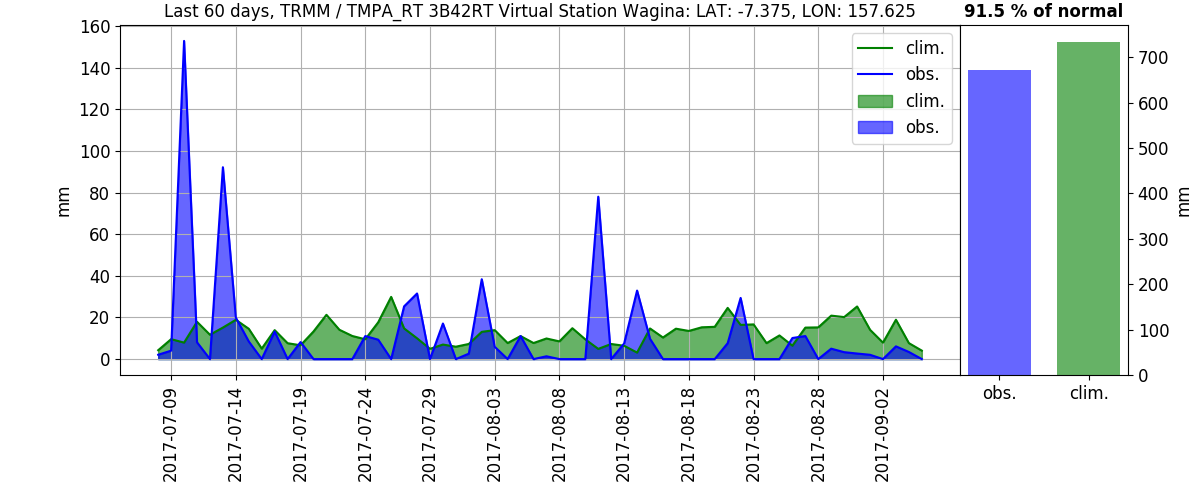 Last 60 days, TRMM / TMPA_RT 3B42RT Virtual Station Wagina: LAT: -7.375, LON: 157.625
91.5 % of normal
160
140
120
100
80
60
40
20
0
mm
clim.
obs.
clim.
obs.
2017-07-09
2017-07-14
2017-07-19
2017-07-24
2017-07-29
2017-08-03
2017-08-08
2017-08-13
2017-08-18
2017-08-23
2017-08-28
2017-09-02
700
600
500
400
300
200
100
0
mm
obs.
clim.